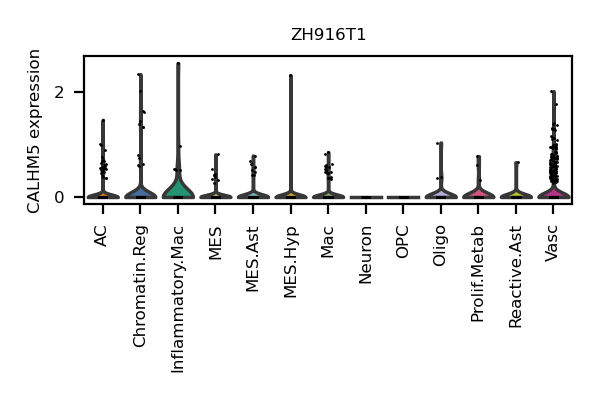 ZH916T1
CALHM5 expression
2
0
AC
Chromatin.Reg
Inflammatory.Mac
MES
MES.Ast
MES.Hyp
Mac
Neuron
OPC
Oligo
Prolif.Metab
Reactive.Ast
Vasc